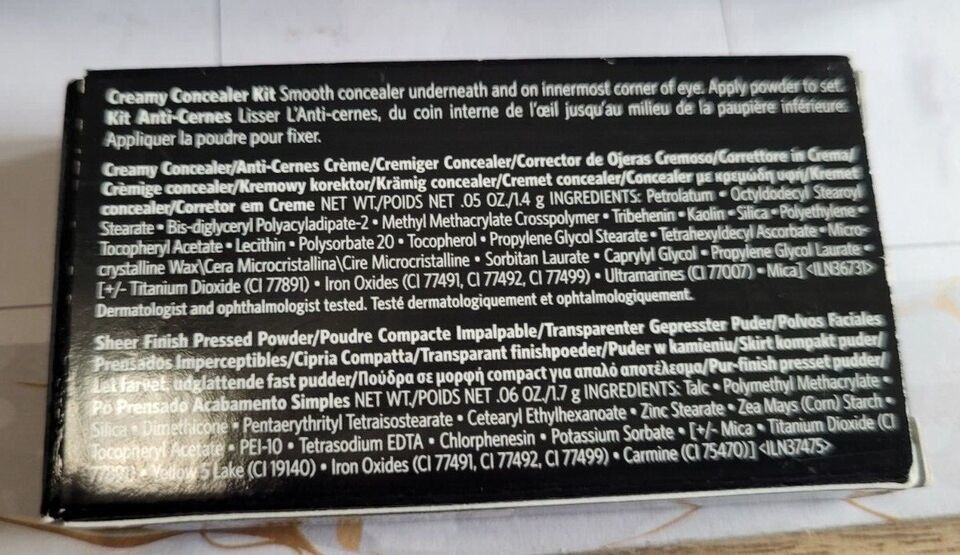 Creamy Concealer Kit Smooth concealer underneath and on innermost corner of eye. Apply powder to set.
Kit Anti-Cernes Lisser L'Anti-cernes, du coin interne de l'œil jusqu'au milieu de la paupière inférieure.
Appliquer la poudre pour fixer.
Creamy Concealer/Anti-Cernes Crème/Cremiger Concealer/Corrector de Ojeras Cremoso/Correttore in Crema/
Crèmige concealer/Kremowy korektor/Krämig concealer/Cremet concealer/Concealer με κρεμώδη υφή/Kremet
concealer/Corretor em Creme NET WT./POIDS NET .05 OZ./1.4 g INGREDIENTS: Petrolatum • Octyldodecyl Stearoyl
Stearate • Bis-diglyceryl Polyacyladipate-2 • Methyl Methacrylate Crosspolymer • Tribehenin • Kaolin • Silica • Polyethylene •
Tocopheryl Acetate • Lecithin • Polysorbate 20 • Tocopherol • Propylene Glycol Stearate • Tetrahexyldecyl Ascorbate • Micro-
crystalline Wax\Cera Microcristallina\Cire Microcristalline • Sorbitan Laurate • Caprylyl Glycol • Propylene Glycol Laurate •
[+/- Titanium Dioxide (CI 77891) • Iron Oxides (CI 77491, CI 77492, CI 77499) • Ultramarines (CI 77007) • Mica] <ILN3673>
Dermatologist and ophthalmologist tested. Testé dermatologiquement et ophtalmologiquement.
Sheer Finish Pressed Powder/Poudre Compacte Impalpable/Transparenter Gepresster Puder/Polvos Faciales
Prensados Imperceptibles/Cipria Compatta/Transparant finishpoeder/Puder w kamieniu/Skirt kompakt puder/
Let farvet, udglattende fast pudder/Πούδρα σε μορφή compact για απαλό αποτέλεσμα/Pur-finish presset pudder/
Pó Prensado Acabamento Simples NET WT./POIDS NET .06 OZ./1.7 g INGREDIENTS: Talc • Polymethyl Methacrylate •
Silica • Dimethicone • Pentaerythrityl Tetraisostearate • Cetearyl Ethylhexanoate • Zinc Stearate • Zea Mays (Corn) Starch •
Tocopheryl Acetate • PEI-10 • Tetrasodium EDTA • Chlorphenesin • Potassium Sorbate • [+/- Mica • Titanium Dioxide (CI
77891) • Yellow 5 Lake (CI 19140) • Iron Oxides (CI 77491, CI 77492, CI 77499) • Carmine (CI 75470)] <ILN37475>